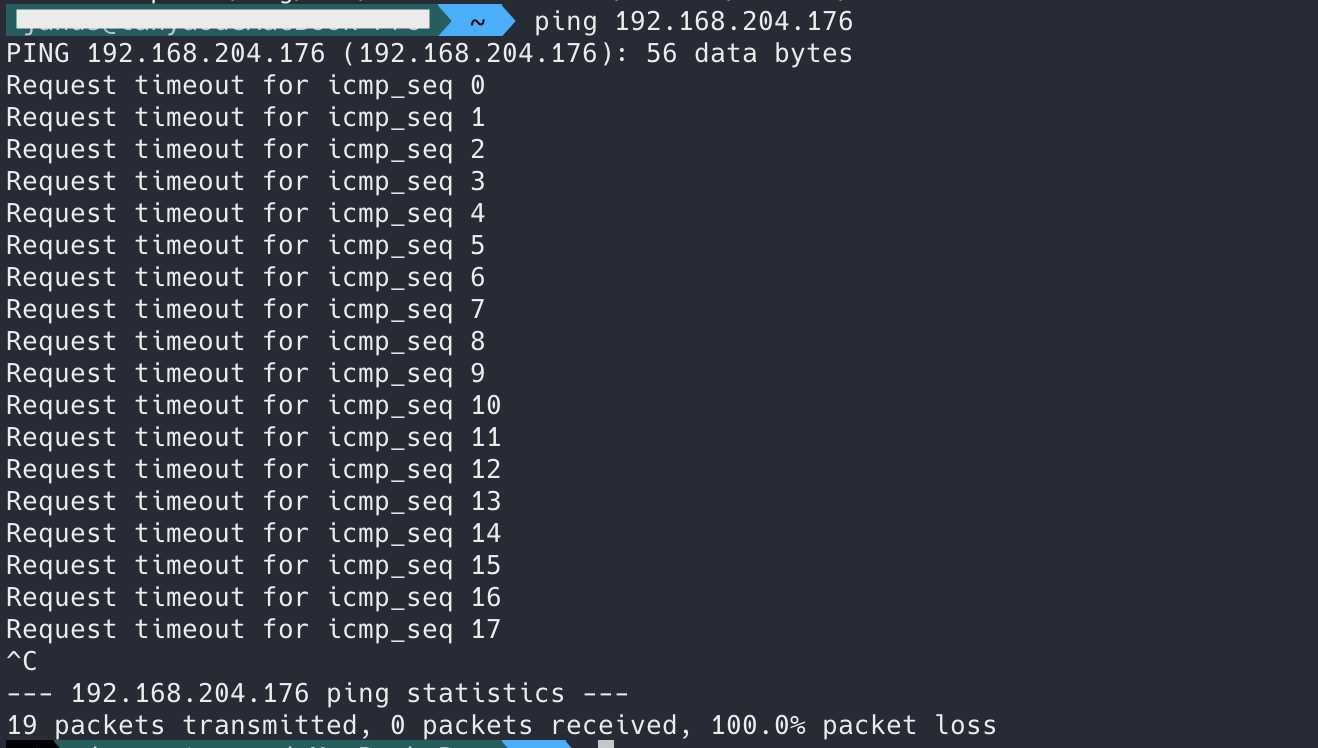 ~ ping 192.168.204.176
PING 192.168.204.176 (192.168.204.176): 56 data bytes
Request timeout for icmp_seq 0
Request timeout for icmp_seq 1
Request timeout for icmp_seq 2
Request timeout for icmp_seq 3
Request timeout for icmp_seq 4
Request timeout for icmp_seq 5
Request timeout for icmp_seq 6
Request timeout for icmp_seq 7
Request timeout for icmp_seq 8
Request timeout for icmp_seq 9
Request timeout for icmp_seq 10
Request timeout for icmp_seq 11
Request timeout for icmp_seq 12
Request timeout for icmp_seq 13
Request timeout for icmp_seq 14
Request timeout for icmp_seq 15
Request timeout for icmp_seq 16
Request timeout for icmp_seq 17
^C
--- 192.168.204.176 ping statistics ---
19 packets transmitted, 0 packets received, 100.0% packet loss